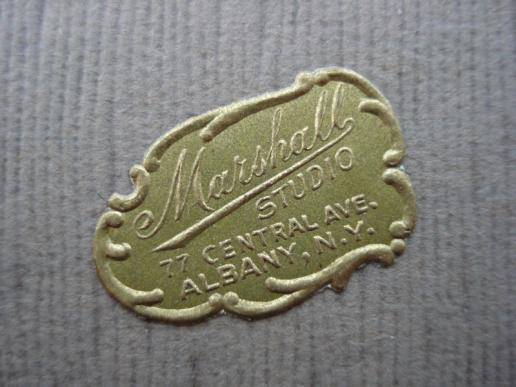 Marshall
STUDIO
77 CENTRAL AVE.
ALBANY, N.Y.